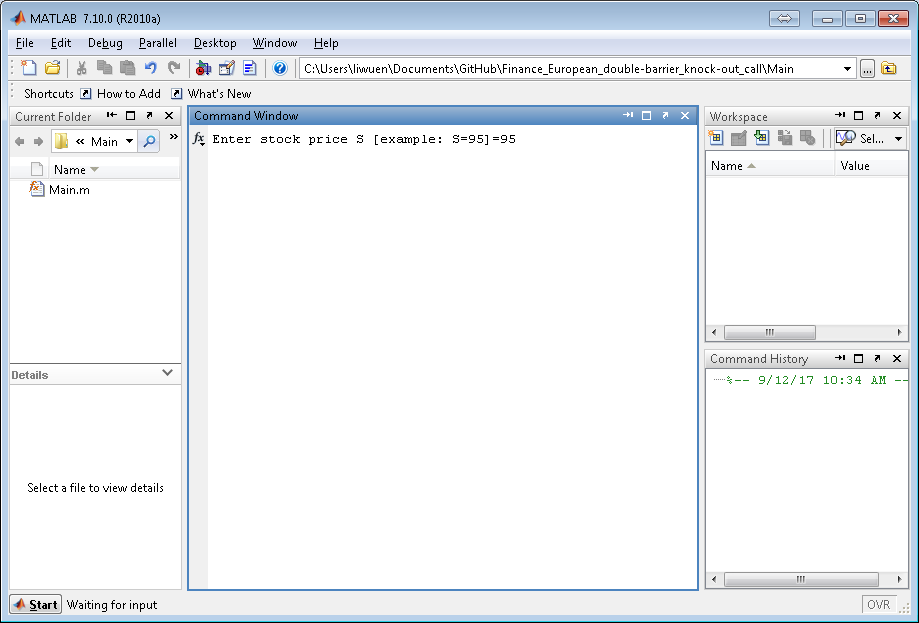 MATLAB 7.10.0 (R2010a)
File Edit Debug Parallel Desktop Window Help
C:\Users\liwuen\Documents\GitHub\Finance_European_double-barrier_knock-out_call\Main
Shortcuts How to Add What's New
Current Folder
« Main
»
Name
Main.m
Details
Select a file to view details
Command Window
fx Enter stock price S [example: S=95]=95
Workspace
Sel...
Name Value
Command History
%-- 9/12/17 10:34 AM --
Start Waiting for input
OVR